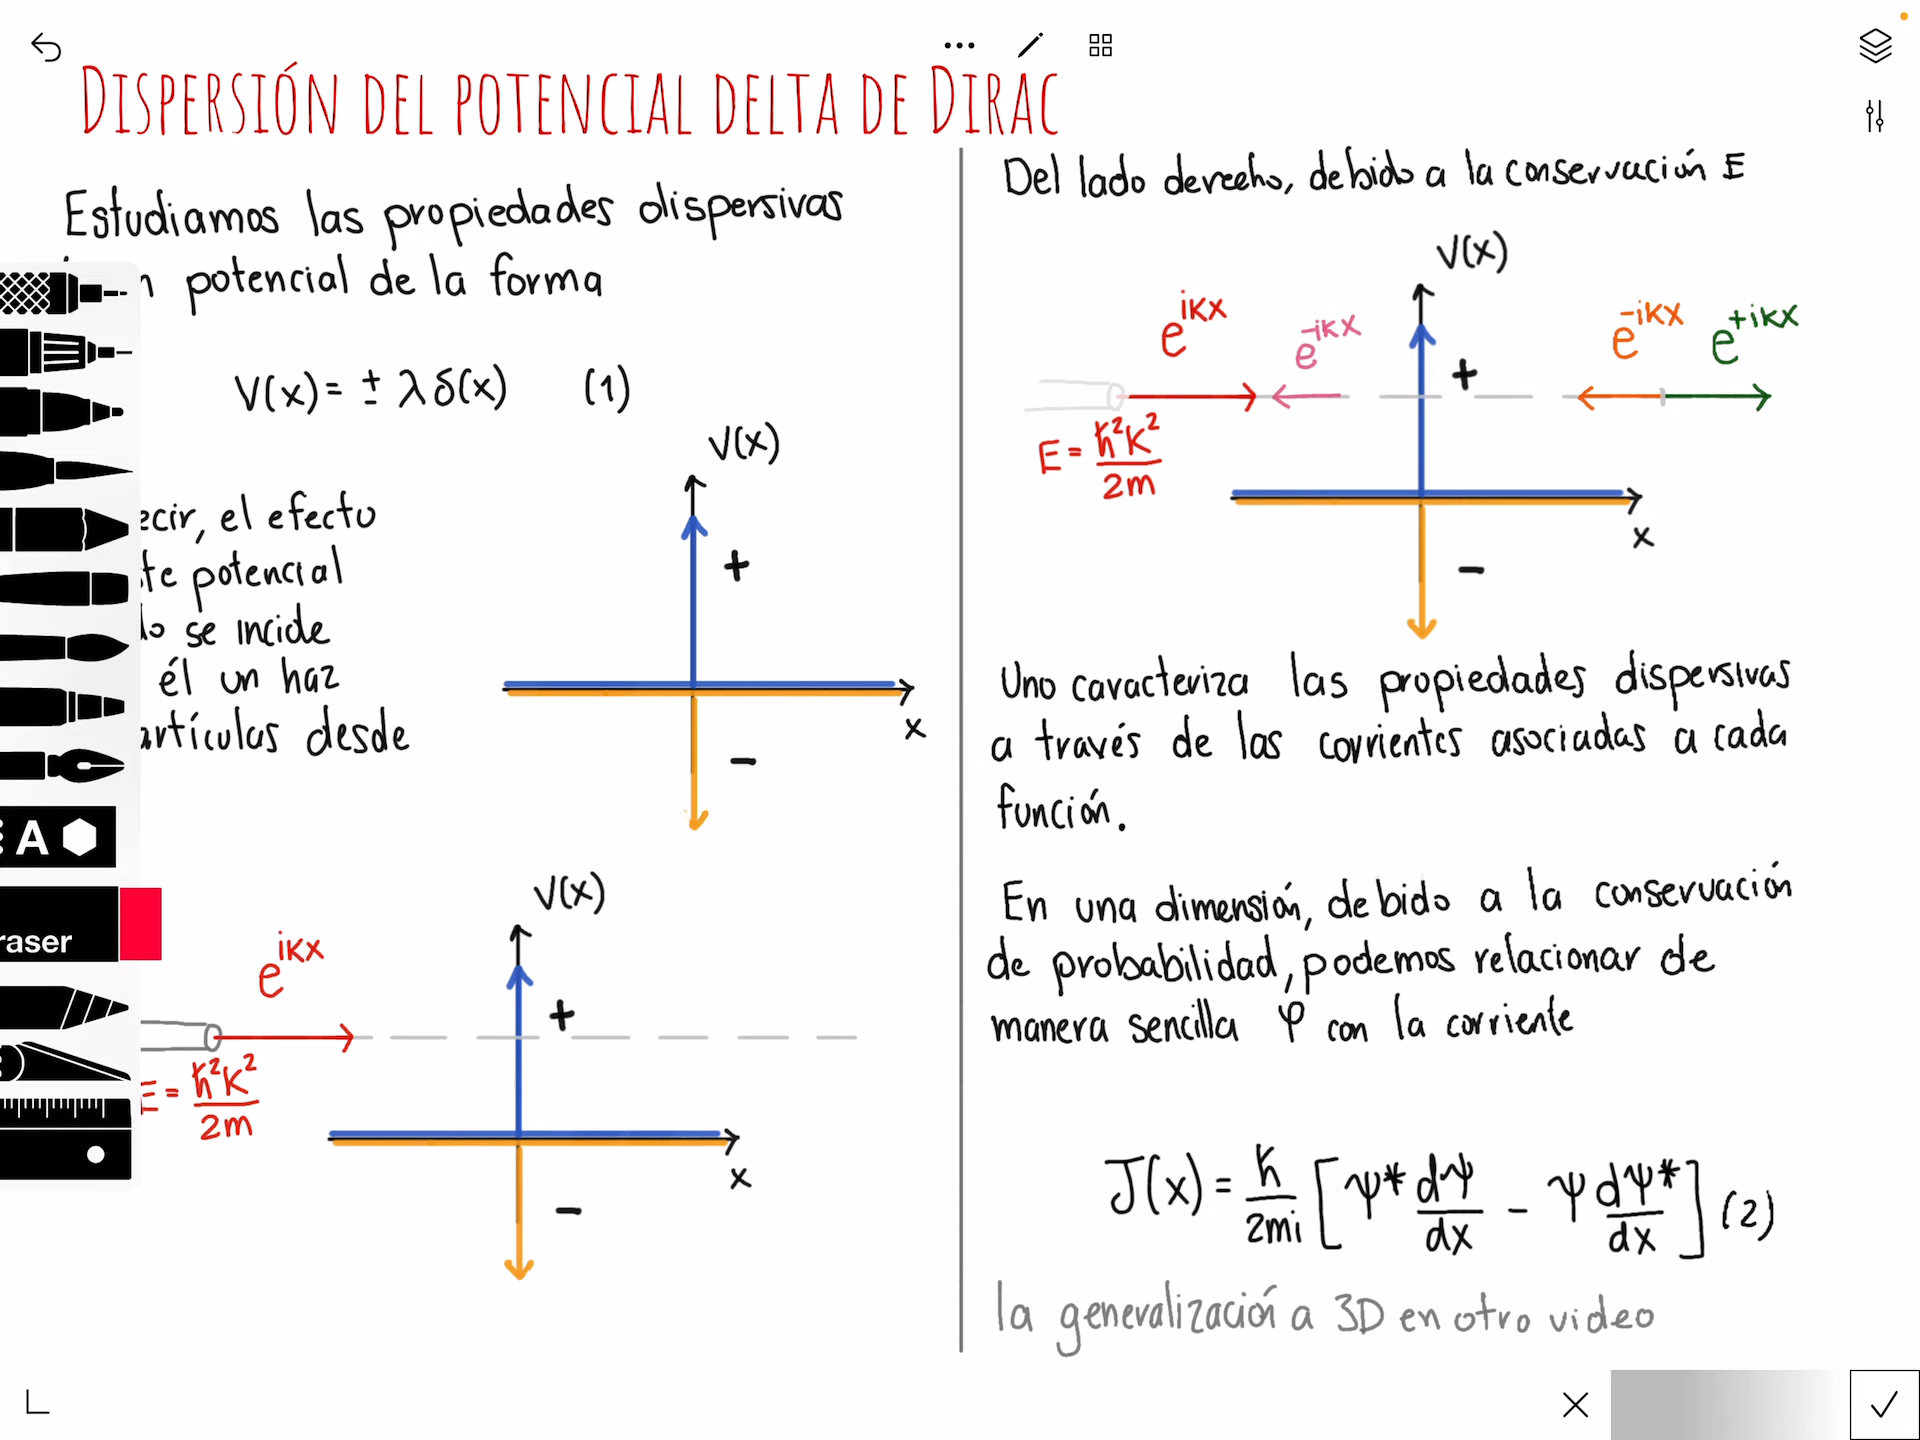 DISPERSIÓN DEL POTENCIAL DELTA DE DIRAC
Estudiamos las propiedades dispersivas
potencial de la forma
V(x) = ± λ δ(x) (1)
V(x)
ecir, el efecto
te potencial
+
se incide
él un haz
artículas desde
x
-
A
raser
V(x)
e^{ikx}
+
E = ħ²k²/2m
x
-
Del lado derecho, debido a la conservación E
V(x)
e^{ikx} e^{-ikx} e^{-ikx} e^{+ikx}
+
E = ħ²k²/2m
x
-
Uno caracteriza las propiedades dispersivas
a través de las corrientes asociadas a cada
función.
En una dimensión, debido a la conservación
de probabilidad, podemos relacionar de
manera sencilla φ con la corriente
J(x) = ħ/2mi [ψ* dψ/dx - ψ dψ*/dx] (2)
la generalización a 3D en otro video